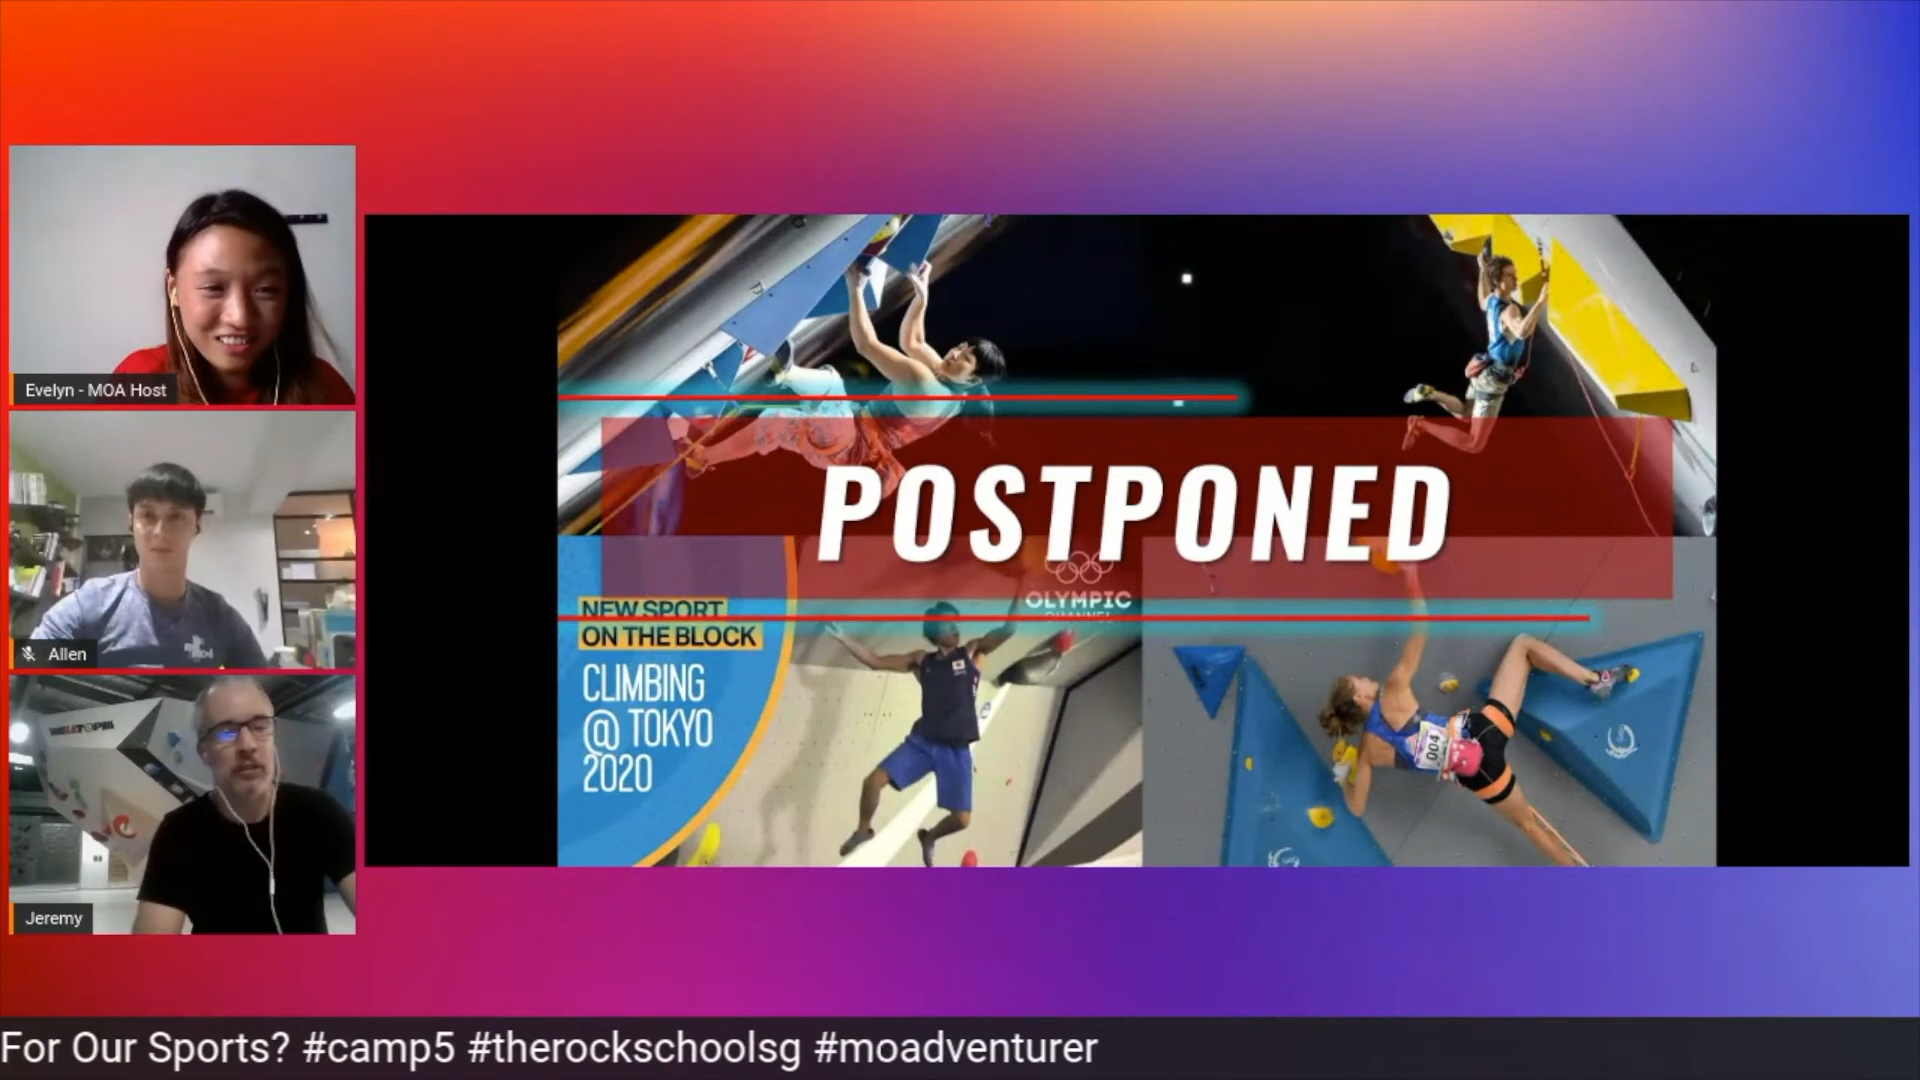 Evelyn - MOA Host
Allen
Jeremy
POSTPONED
OLYMPIC
CHANNEL
NEW SPORT
ON THE BLOCK
CLIMBING
@ TOKYO
2020
004
For Our Sports? #camp5 #therockschoolsg #moadventurer